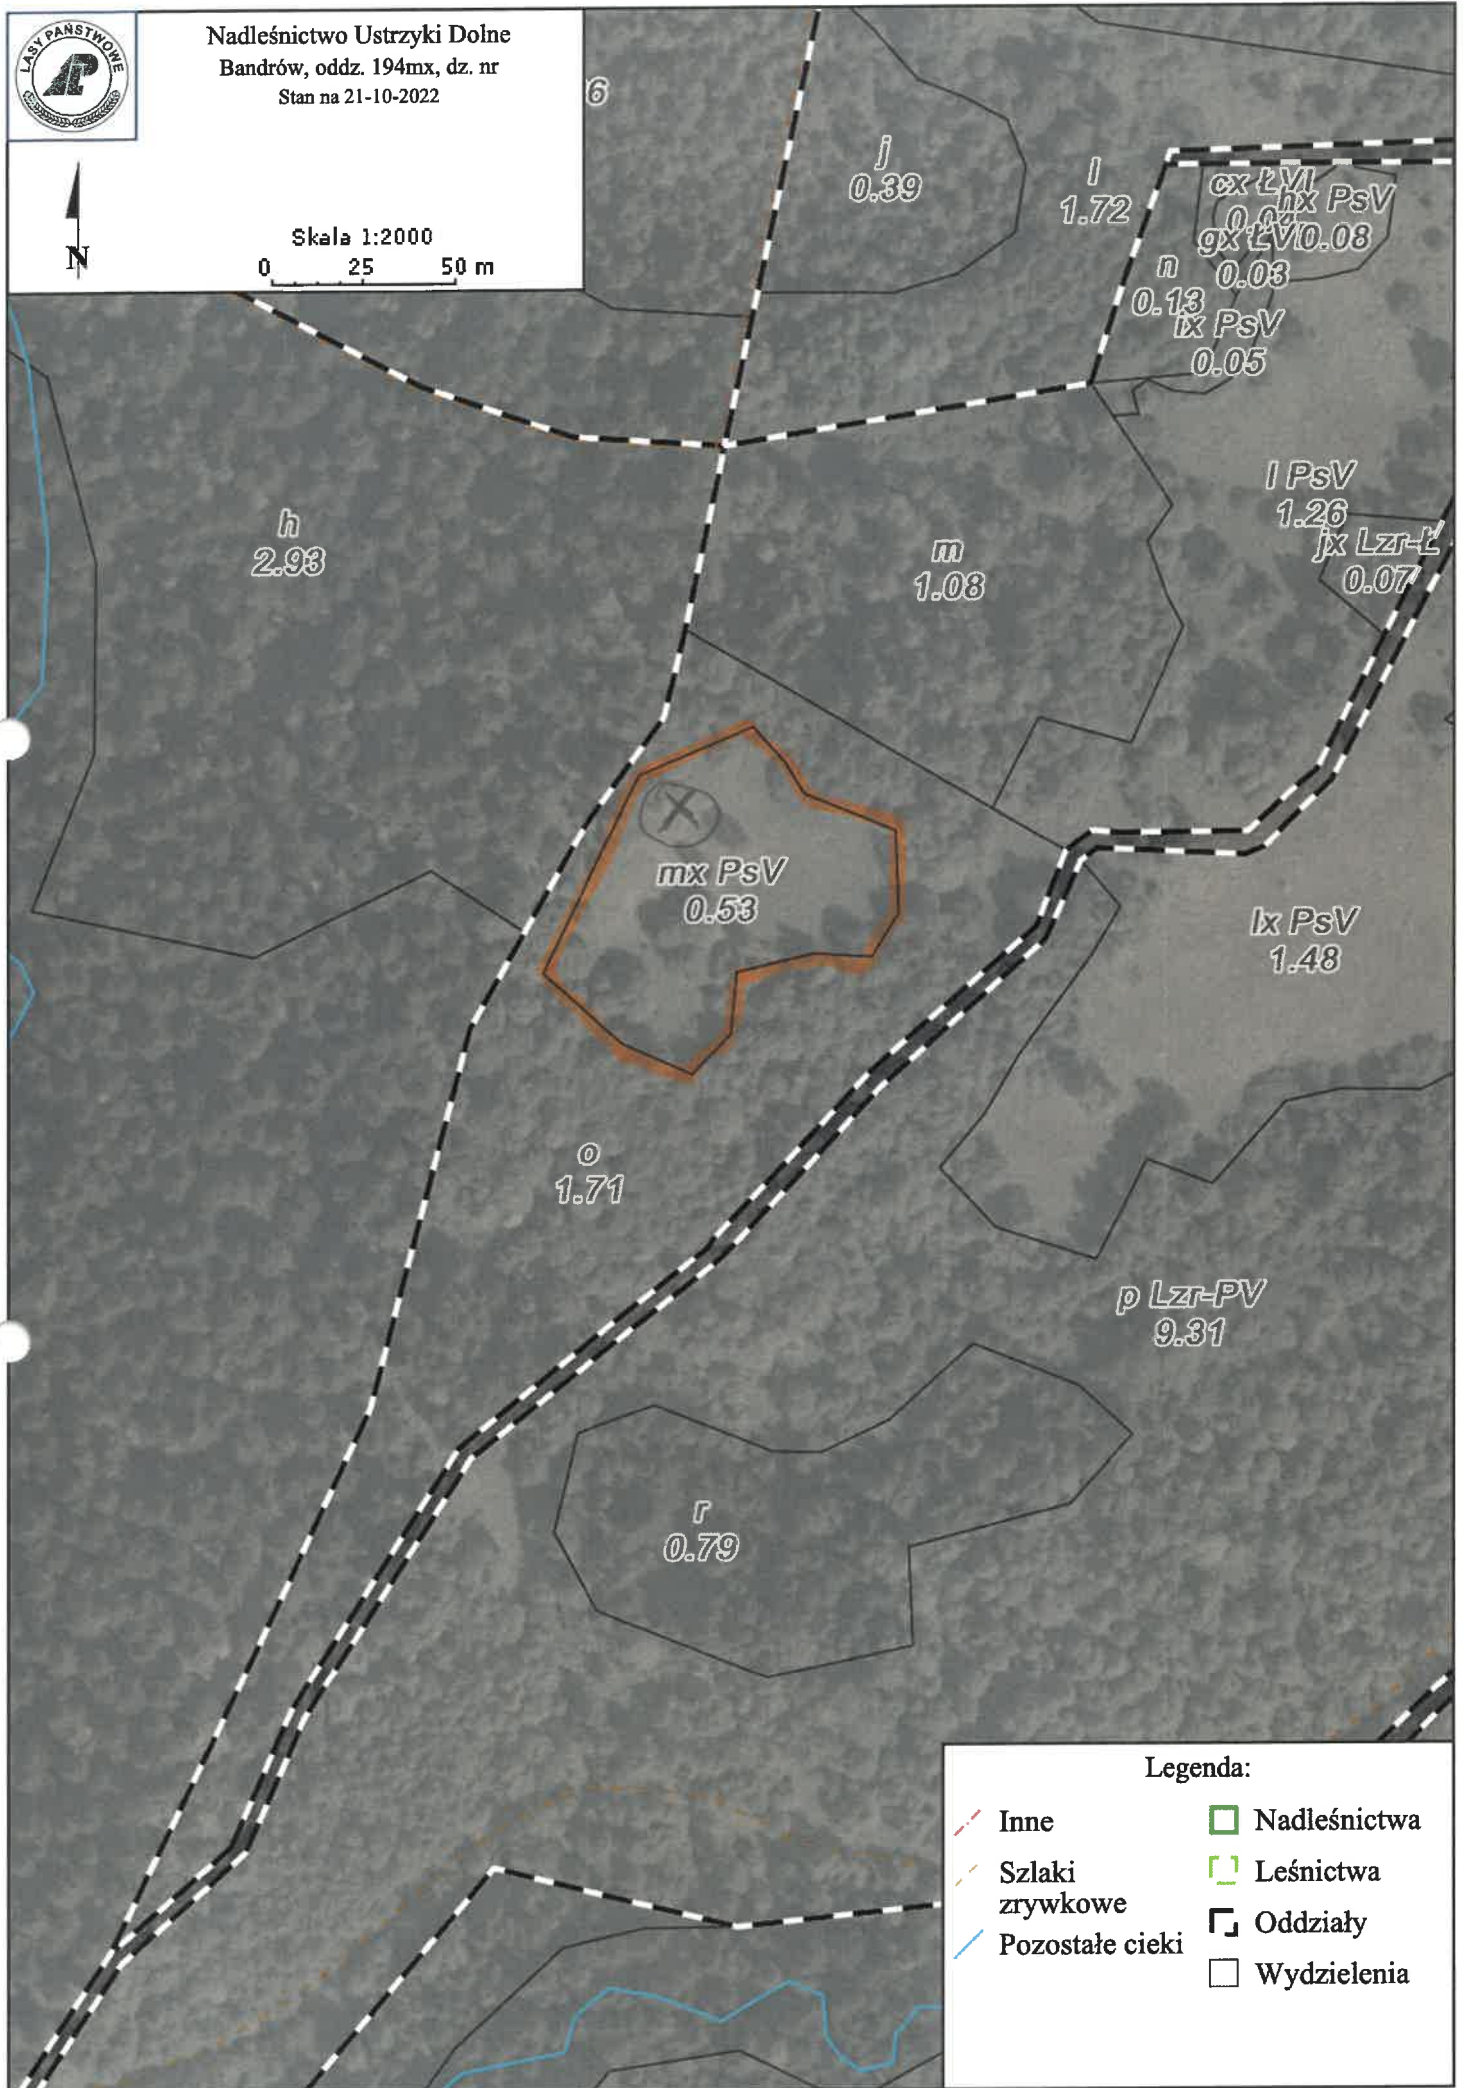 LASY PAŃSTWOWE
Nadleśnictwo Ustrzyki Dolne
Bandrów, oddz. 194mx, dz. nr
Stan na 21-10-2022
N
Skala 1:2000
0 25 50 m
6
j
0.39
l
1.72
cx ŁVI
0.04
hx PsV
0.08
gx ŁVI
0.03
n
0.13
ix PsV
0.05
l PsV
1.26
jx Lzr-Ł
0.07
h
2.93
m
1.08
X
mx PsV
0.53
lx PsV
1.48
o
1.71
p Lzr-PV
9.31
r
0.79
Legenda:
Inne
Szlaki
zrywkowe
Pozostałe cieki
Nadleśnictwa
Leśnictwa
Oddziały
Wydzielenia